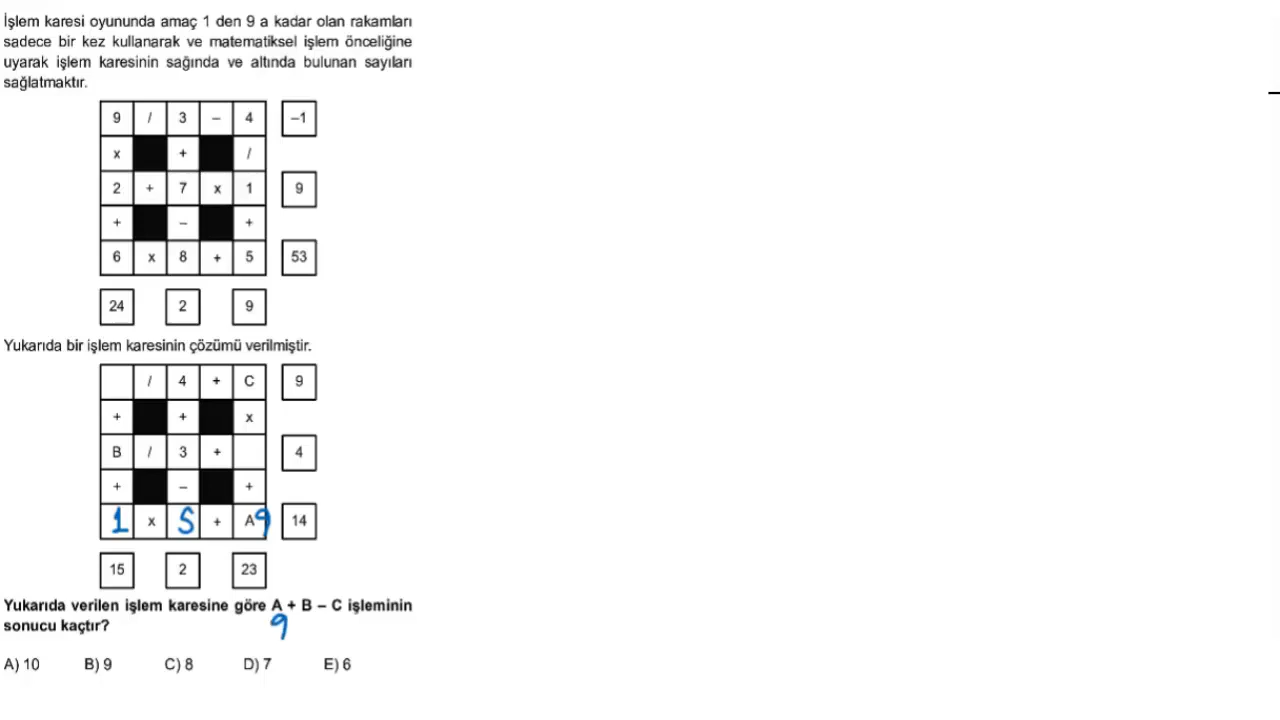 İşlem karesi oyununda amaç 1 den 9 a kadar olan rakamları
sadece bir kez kullanarak ve matematiksel işlem önceliğine
uyarak işlem karesinin sağında ve altında bulunan sayıları
sağlatmaktır.
9 / 3 – 4 –1
x + /
2 + 7 x 1 9
+ – +
6 x 8 + 5 53
24 2 9
Yukarıda bir işlem karesinin çözümü verilmiştir.
/ 4 + C 9
+ + x
B / 3 + 4
+ – +
1 x 5 + A 9 14
15 2 23
Yukarıda verilen işlem karesine göre A + B – C işleminin
sonucu kaçtır?
9
A) 10 B) 9 C) 8 D) 7 E) 6